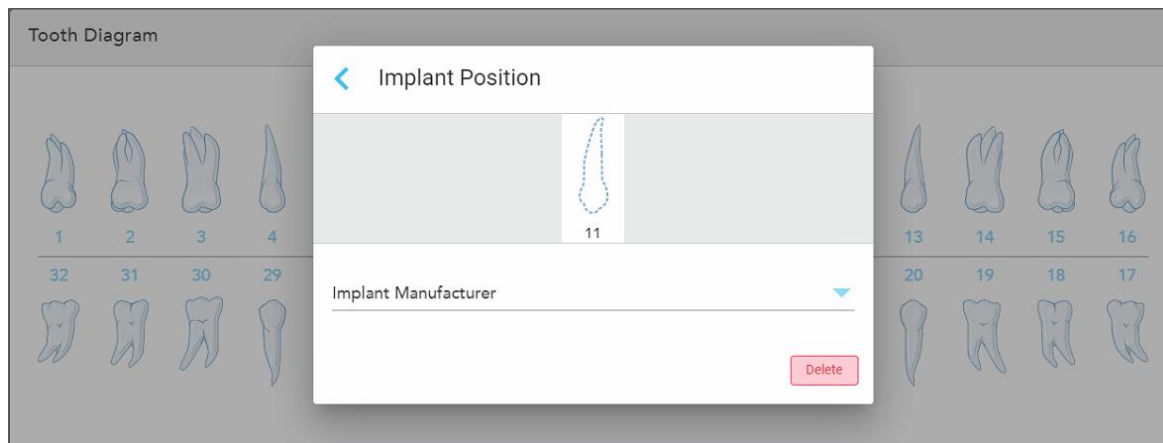 Tooth Diagram
Implant Position
11
1 2 3 4 13 14 15 16
32 31 30 29 20 19 18 17
Implant Manufacturer
Delete